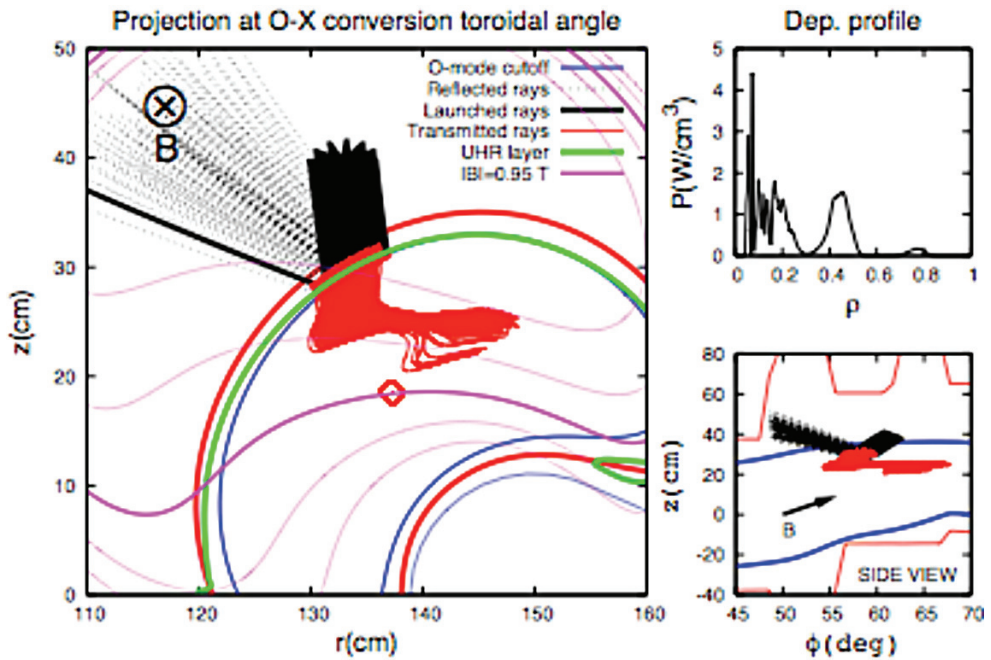 Projection at O-X conversion toroidal angle
50
40
30
20
10
0
z(cm)
110
120
130
140
150
160
r(cm)
B
O-mode cutoff
Reflected rays
Launched rays
Transmitted rays
UHR layer
IBI=0.95 T
Dep. profile
5
4
3
2
1
0
P(W/cm³)
0
0.2
0.4
0.6
0.8
1
ρ
80
60
40
20
0
-20
-40
z(cm)
B
SIDE VIEW
45
50
55
60
65
70
ϕ(deg)